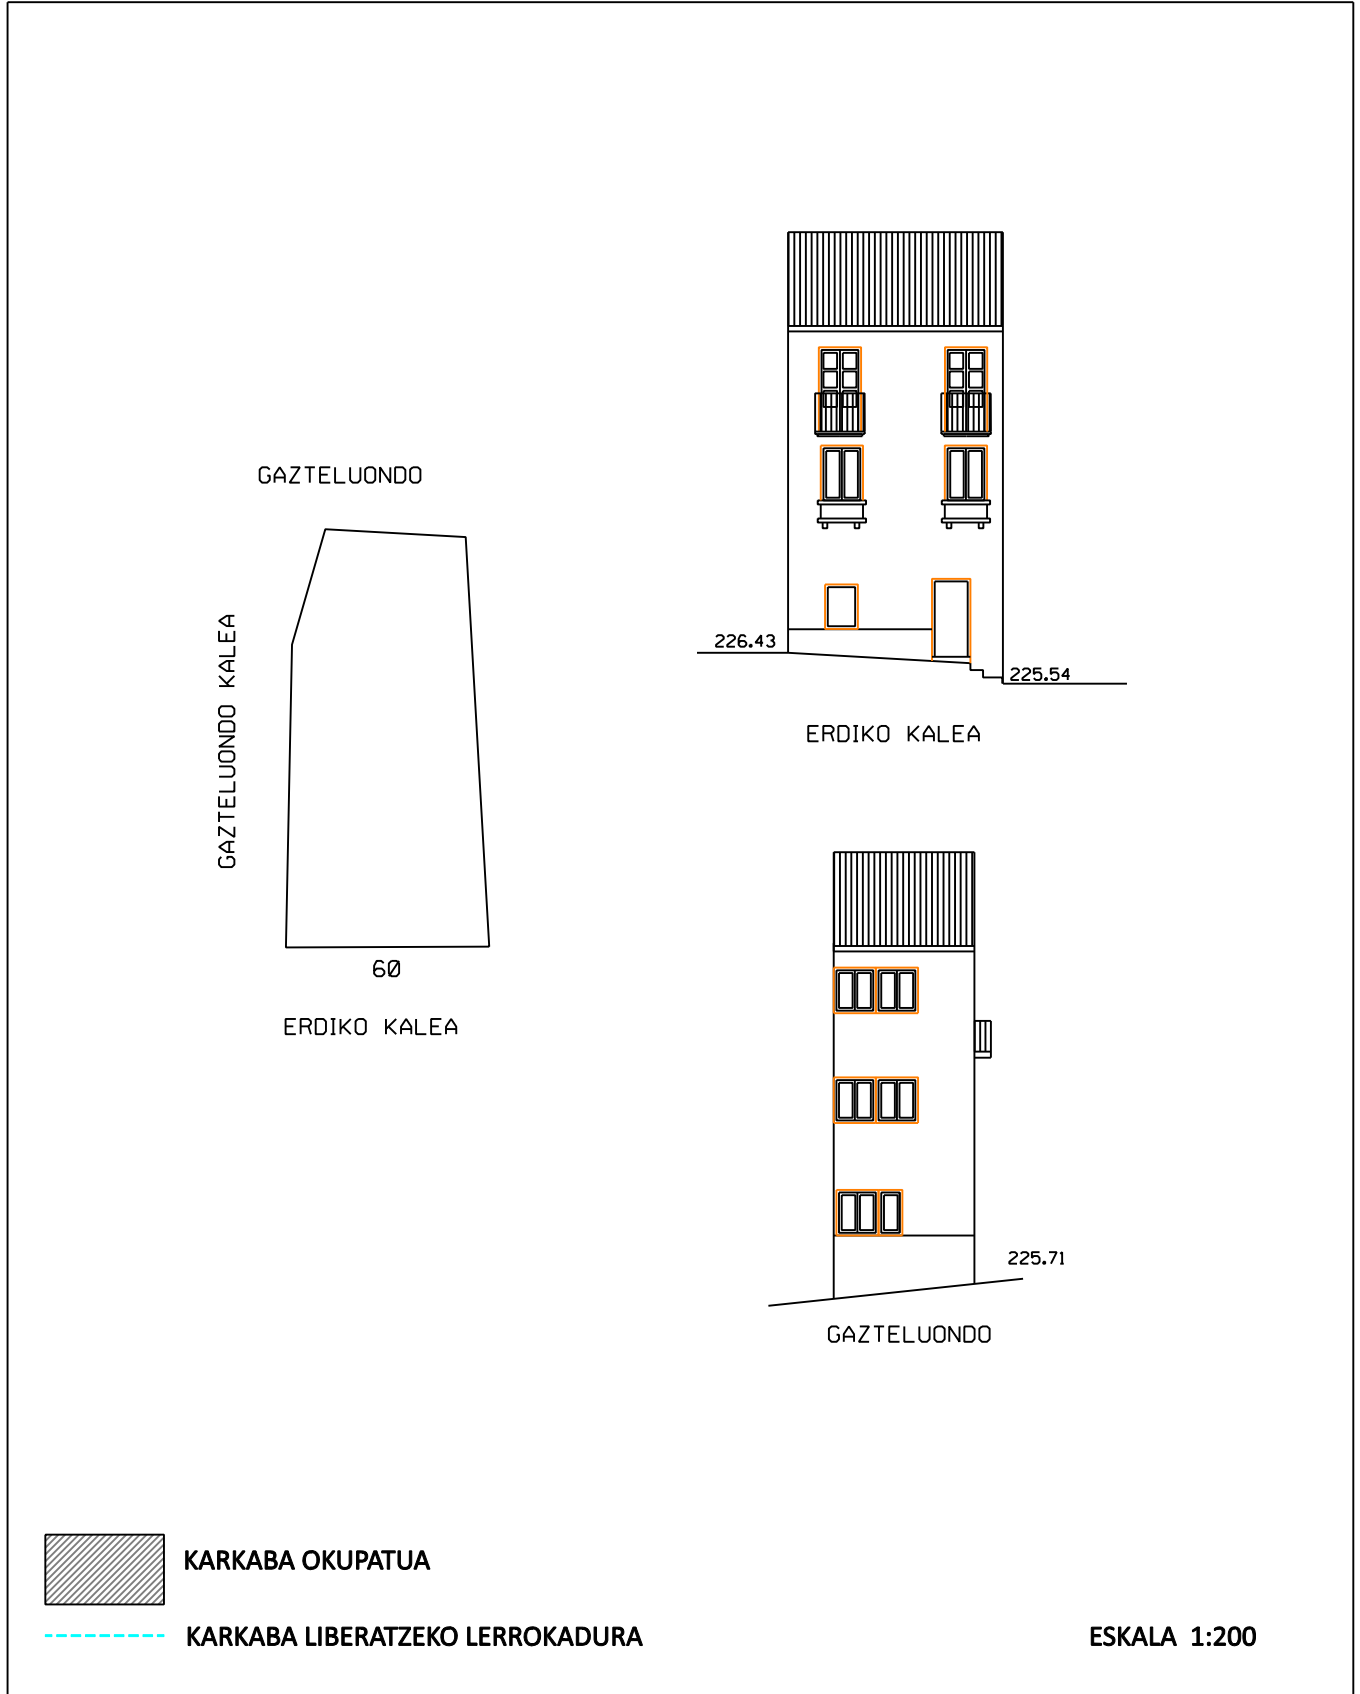 GAZTELUONDO
GAZTELUONDO KALEA
60
ERDIKO KALEA
226.43
225.54
ERDIKO KALEA
225.71
GAZTELUONDO
KARKABA OKUPATUA
KARKABA LIBERATZEKO LERROKADURA
ESKALA 1:200